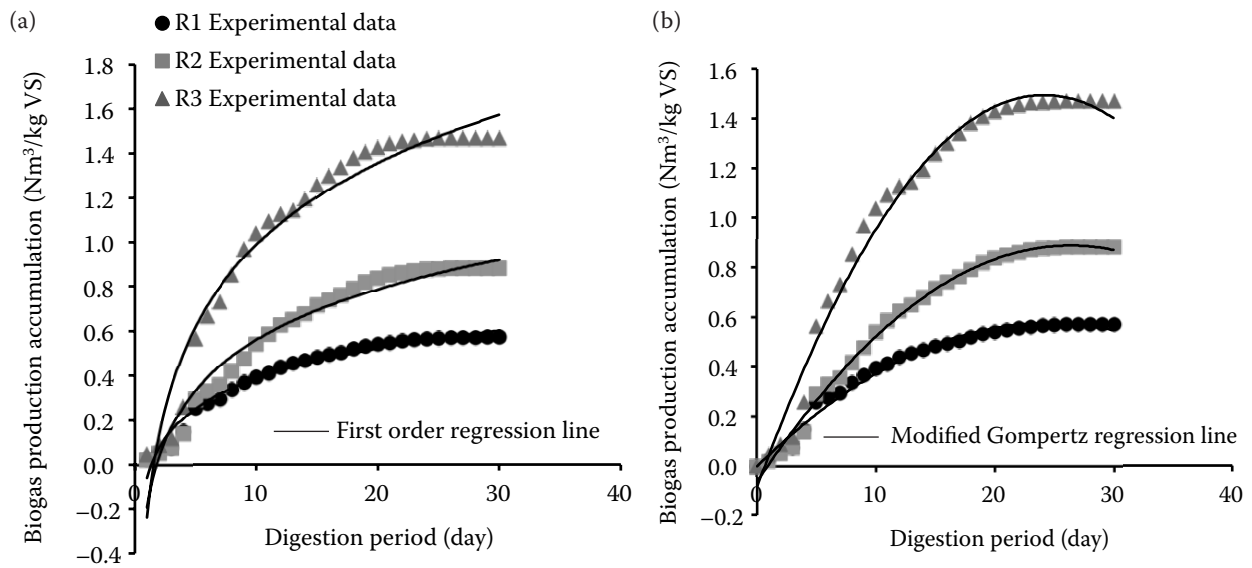 (a)
R1 Experimental data
R2 Experimental data
R3 Experimental data
Biogas production accumulation (Nm³/kg VS)
1.8
1.6
1.4
1.2
1.0
0.8
0.6
0.4
0.2
0.0
−0.2
−0.4
0 10 20 30 40
First order regression line
Digestion period (day)
(b)
Biogas production accumulation (Nm³/kg VS)
1.8
1.6
1.4
1.2
1.0
0.8
0.6
0.4
0.2
0.0
−0.2
0 10 20 30 40
Modified Gompertz regression line
Digestion period (day)